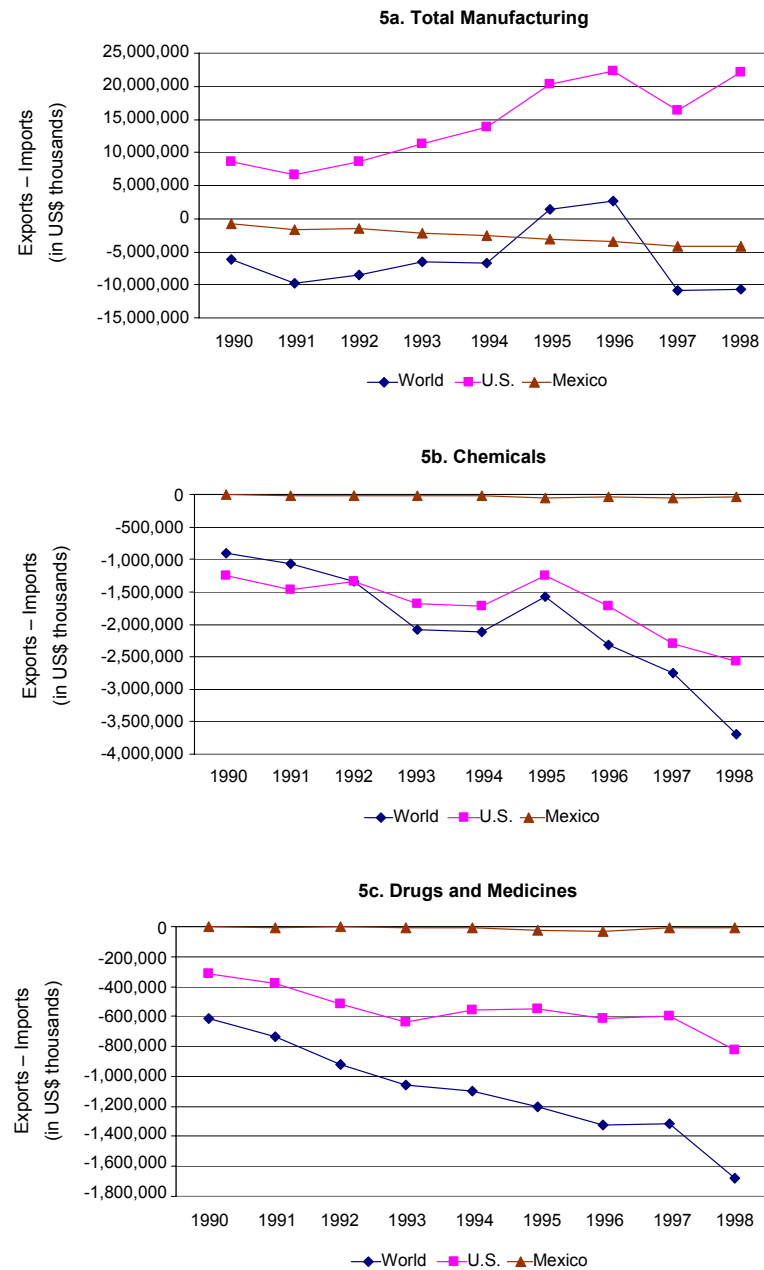 5a. Total Manufacturing
Exports – Imports
(in US$ thousands)
25,000,000
20,000,000
15,000,000
10,000,000
5,000,000
0
-5,000,000
-10,000,000
-15,000,000
1990 1991 1992 1993 1994 1995 1996 1997 1998
World U.S. Mexico
5b. Chemicals
Exports – Imports
(in US$ thousands)
0
-500,000
-1,000,000
-1,500,000
-2,000,000
-2,500,000
-3,000,000
-3,500,000
-4,000,000
1990 1991 1992 1993 1994 1995 1996 1997 1998
World U.S. Mexico
5c. Drugs and Medicines
Exports – Imports
(in US$ thousands)
0
-200,000
-400,000
-600,000
-800,000
-1,000,000
-1,200,000
-1,400,000
-1,600,000
-1,800,000
1990 1991 1992 1993 1994 1995 1996 1997 1998
World U.S. Mexico